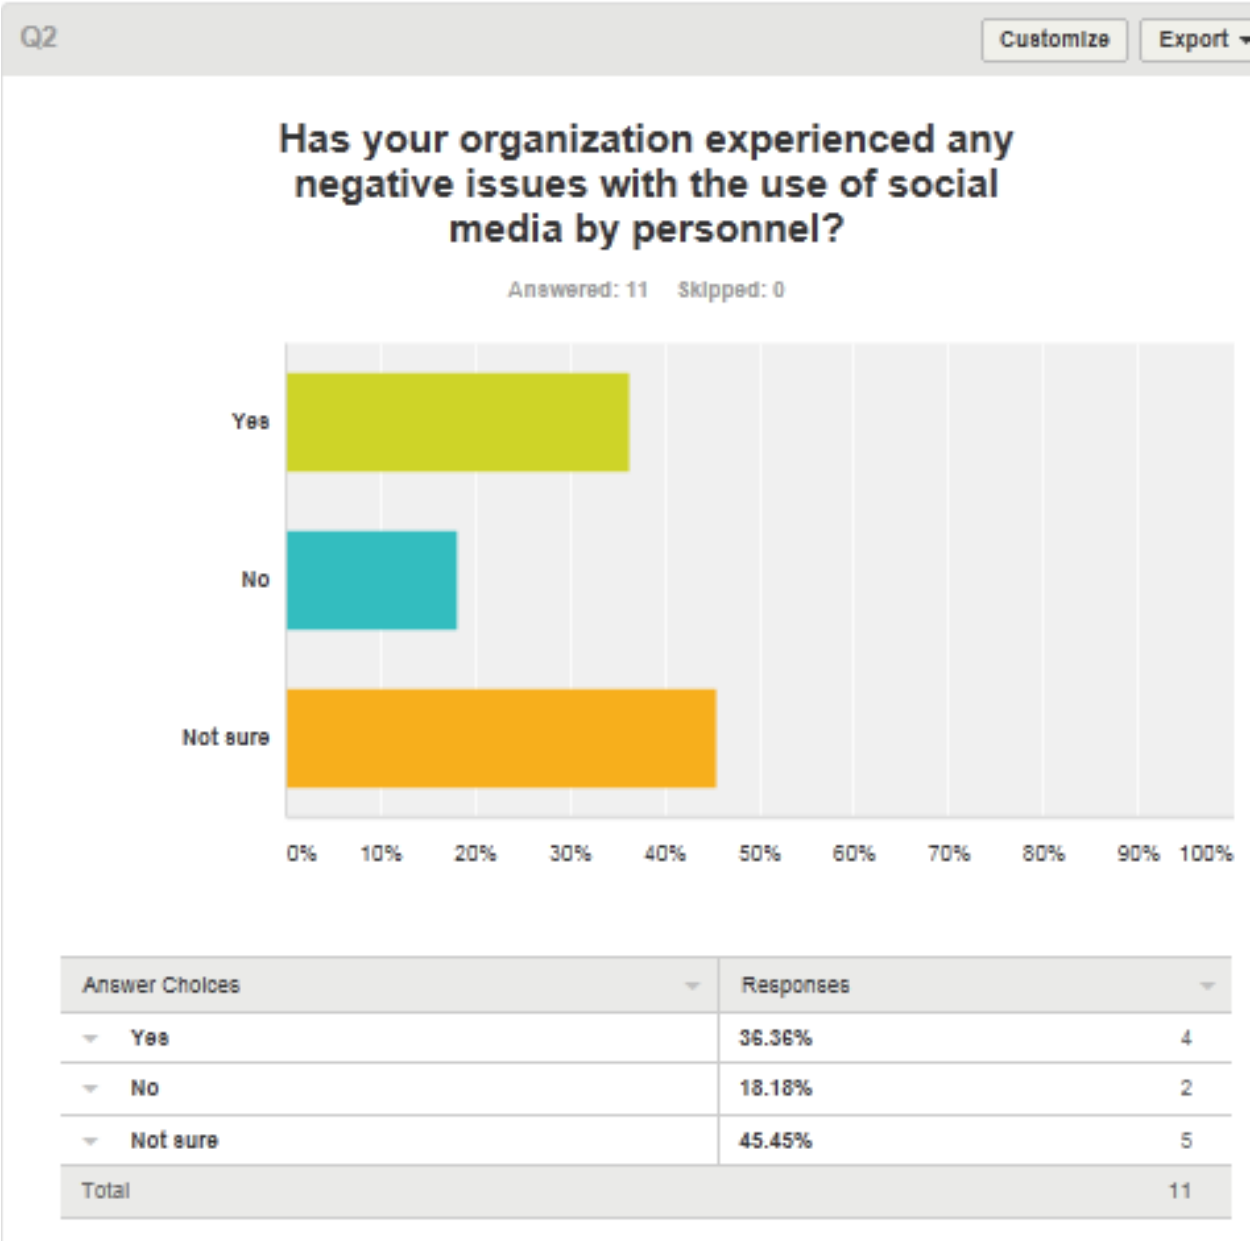 Q2
Customize
Export
Has your organization experienced any
negative issues with the use of social
media by personnel?
Answered: 11 Skipped: 0
Yes
No
Not sure
0% 10% 20% 30% 40% 50% 60% 70% 80% 90% 100%
Answer Choices Responses
Yes 36.36% 4
No 18.18% 2
Not sure 45.45% 5
Total 11